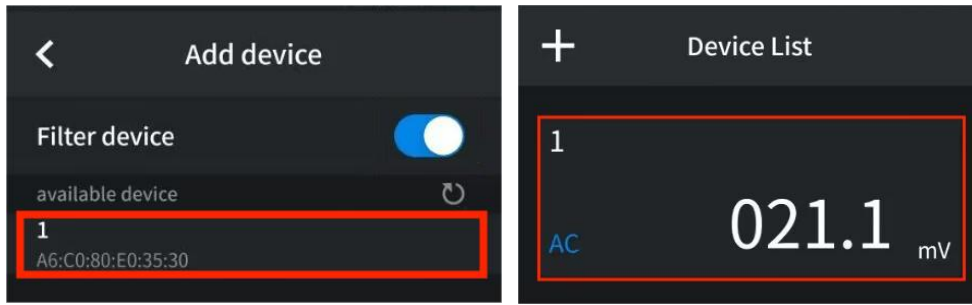 Add device
Filter device
available device
1
A6:C0:80:E0:35:30
Device List
1
AC 021.1 mV